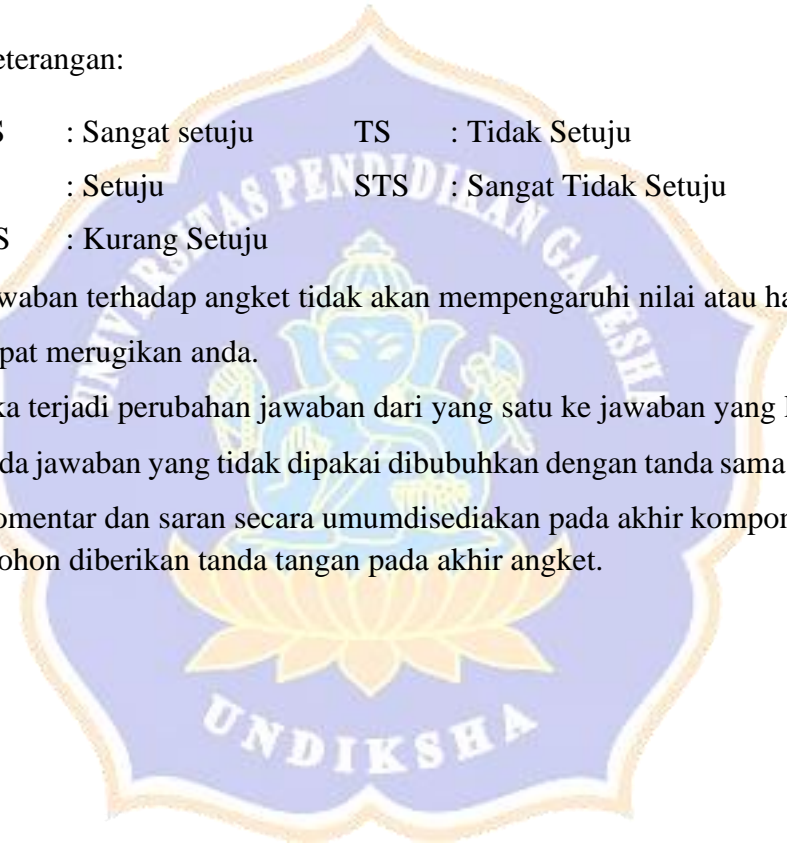 eterangan:
S : Sangat setuju TS : Tidak Setuju
: Setuju STS : Sangat Tidak Setuju
S : Kurang Setuju
waban terhadap angket tidak akan mempengaruhi nilai atau ha
pat merugikan anda.
ka terjadi perubahan jawaban dari yang satu ke jawaban yang
da jawaban yang tidak dipakai dibubuhkan dengan tanda sama
omentar dan saran secara umumdisediakan pada akhir kompon
ohon diberikan tanda tangan pada akhir angket.
UNIVERSITAS PENDIDIKAN GANESHA
UNDIKSHA